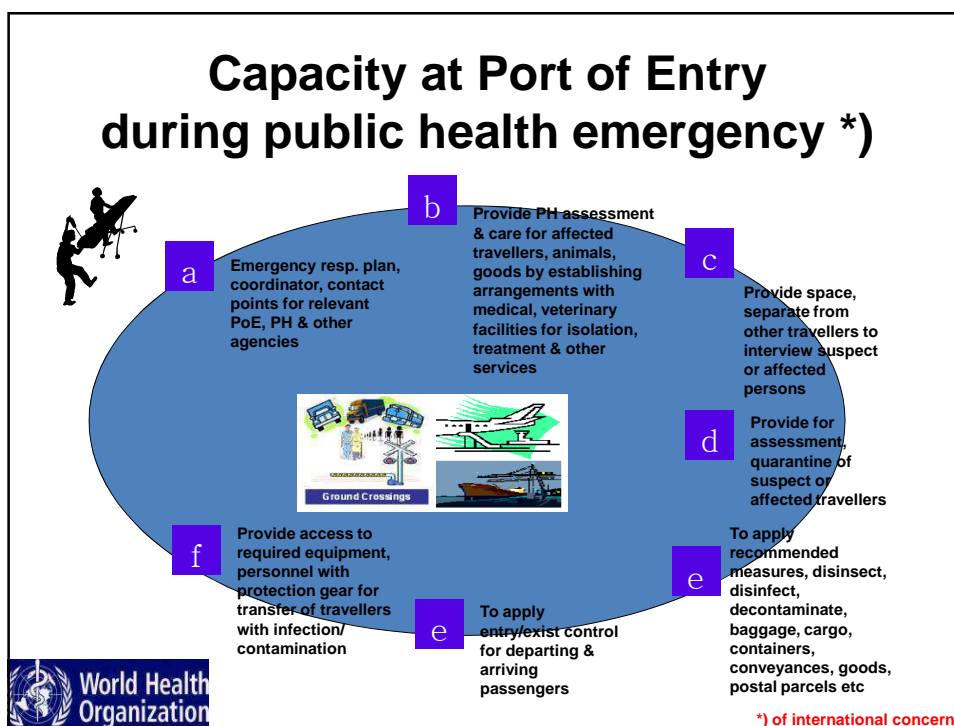 Capacity at Port of Entry
during public health emergency *)
a
Emergency resp. plan,
coordinator, contact
points for relevant
PoE, PH & other
agencies
b
Provide PH assessment
& care for affected
travellers, animals,
goods by establishing
arrangements with
medical, veterinary
facilities for isolation,
treatment & other
services
c
Provide space,
separate from
other travellers to
interview suspect
or affected
persons
d
Provide for
assessment,
quarantine of
suspect or
affected travellers
e
To apply
recommended
measures, disinsect,
disinfect,
decontaminate,
baggage, cargo,
containers,
conveyances, goods,
postal parcels etc
e
To apply
entry/exist control
for departing &
arriving
passengers
f
Provide access to
required equipment,
personnel with
protection gear for
transfer of travellers
with infection/
contamination
Ground Crossings
World Health
Organization
*) of international concern